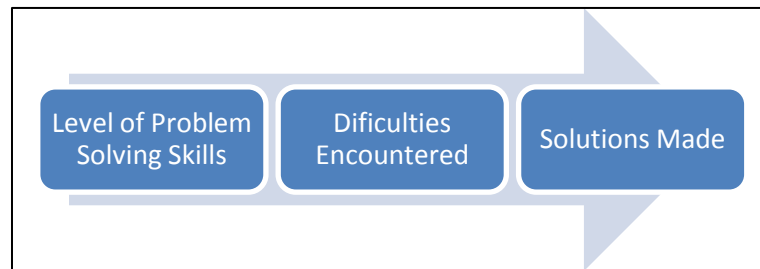 Level of Problem
Solving Skills
Dificulties
Encountered
Solutions Made